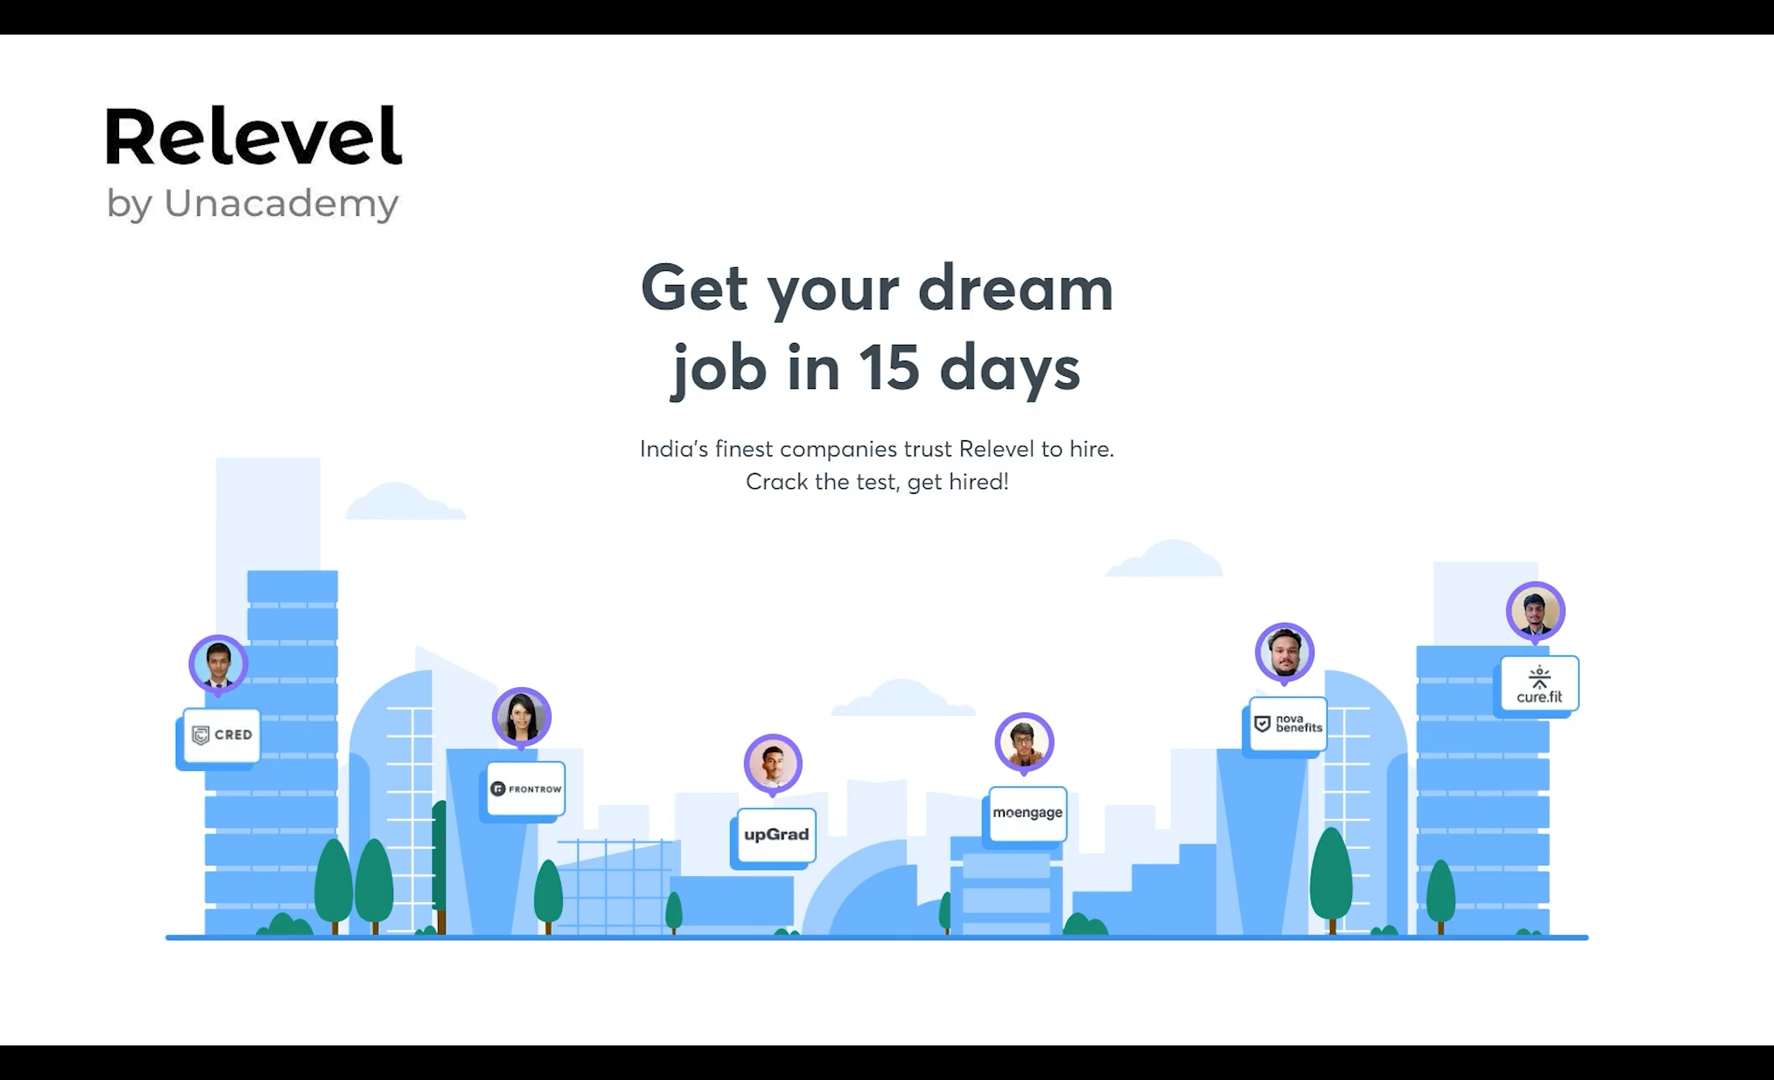 Relevel
by Unacademy
Get your dream
job in 15 days
India's finest companies trust Relevel to hire.
Crack the test, get hired!
CRED
FRONTROW
upGrad
moengage
nova
benefits
cure.fit